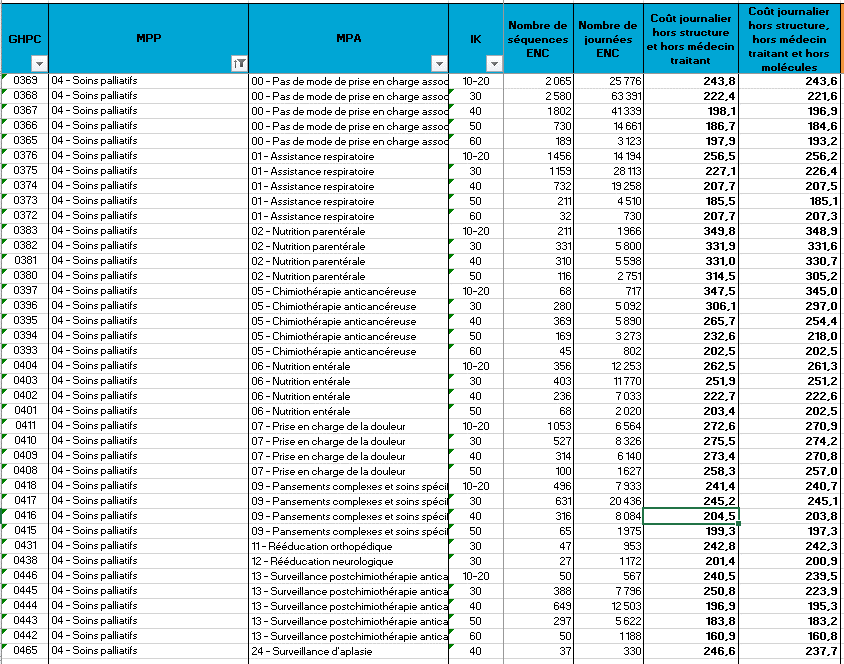 GHPC MPP MPA IK Nombre de séquences ENC Nombre de journées ENC Coût journalier hors structure et hors médecin traitant Coût journalier hors structure, hors médecin traitant et hors molécules
0369 04 - Soins palliatifs 00 - Pas de mode de prise en charge assoc 10-20 2 065 25 776 243,8 243,6
0368 04 - Soins palliatifs 00 - Pas de mode de prise en charge assoc 30 2 580 63 391 222,4 221,6
0367 04 - Soins palliatifs 00 - Pas de mode de prise en charge assoc 40 1 802 41 339 198,1 196,9
0366 04 - Soins palliatifs 00 - Pas de mode de prise en charge assoc 50 730 14 661 186,7 184,6
0365 04 - Soins palliatifs 00 - Pas de mode de prise en charge assoc 60 189 3 123 197,9 193,2
0376 04 - Soins palliatifs 01 - Assistance respiratoire 10-20 1 456 14 194 256,5 256,2
0375 04 - Soins palliatifs 01 - Assistance respiratoire 30 1 159 28 113 227,1 226,4
0374 04 - Soins palliatifs 01 - Assistance respiratoire 40 732 19 258 207,7 207,5
0373 04 - Soins palliatifs 01 - Assistance respiratoire 50 211 4 510 185,5 185,1
0372 04 - Soins palliatifs 01 - Assistance respiratoire 60 32 730 207,7 207,3
0383 04 - Soins palliatifs 02 - Nutrition parentérale 10-20 211 1 966 349,8 348,9
0382 04 - Soins palliatifs 02 - Nutrition parentérale 30 331 5 800 331,9 331,6
0381 04 - Soins palliatifs 02 - Nutrition parentérale 40 310 5 598 331,0 330,7
0380 04 - Soins palliatifs 02 - Nutrition parentérale 50 116 2 751 314,5 305,2
0397 04 - Soins palliatifs 05 - Chimiothérapie anticancéreuse 10-20 68 717 347,5 345,0
0396 04 - Soins palliatifs 05 - Chimiothérapie anticancéreuse 30 280 5 092 306,1 297,0
0395 04 - Soins palliatifs 05 - Chimiothérapie anticancéreuse 40 369 5 890 265,7 254,4
0394 04 - Soins palliatifs 05 - Chimiothérapie anticancéreuse 50 169 3 273 232,6 218,0
0393 04 - Soins palliatifs 05 - Chimiothérapie anticancéreuse 60 45 802 202,5 202,5
0404 04 - Soins palliatifs 06 - Nutrition entérale 10-20 356 12 253 262,5 261,3
0403 04 - Soins palliatifs 06 - Nutrition entérale 30 403 11 770 251,9 251,2
0402 04 - Soins palliatifs 06 - Nutrition entérale 40 236 7 033 222,7 222,6
0401 04 - Soins palliatifs 06 - Nutrition entérale 50 68 2 020 203,4 202,5
0411 04 - Soins palliatifs 07 - Prise en charge de la douleur 10-20 1 053 6 564 272,6 270,9
0410 04 - Soins palliatifs 07 - Prise en charge de la douleur 30 527 8 326 275,5 274,2
0409 04 - Soins palliatifs 07 - Prise en charge de la douleur 40 314 6 140 273,4 270,8
0408 04 - Soins palliatifs 07 - Prise en charge de la douleur 50 100 1 627 258,3 257,0
0418 04 - Soins palliatifs 09 - Pansements complexes et soins spécif 10-20 496 7 933 241,4 240,7
0417 04 - Soins palliatifs 09 - Pansements complexes et soins spécif 30 631 20 436 245,2 245,1
0416 04 - Soins palliatifs 09 - Pansements complexes et soins spécif 40 316 8 084 204,5 203,8
0415 04 - Soins palliatifs 09 - Pansements complexes et soins spécif 50 65 1 975 199,3 197,3
0431 04 - Soins palliatifs 11 - Rééducation orthopédique 30 47 953 242,8 242,3
0438 04 - Soins palliatifs 12 - Rééducation neurologique 30 27 1 172 201,4 200,9
0446 04 - Soins palliatifs 13 - Surveillance postchimiothérapie antica 10-20 50 567 240,5 239,5
0445 04 - Soins palliatifs 13 - Surveillance postchimiothérapie antica 30 388 7 796 250,8 223,9
0444 04 - Soins palliatifs 13 - Surveillance postchimiothérapie antica 40 649 12 503 196,9 195,3
0443 04 - Soins palliatifs 13 - Surveillance postchimiothérapie antica 50 297 5 622 183,8 183,2
0442 04 - Soins palliatifs 13 - Surveillance postchimiothérapie antica 60 50 1 188 160,9 160,8
0465 04 - Soins palliatifs 24 - Surveillance d'aplasie 40 37 330 246,6 237,7